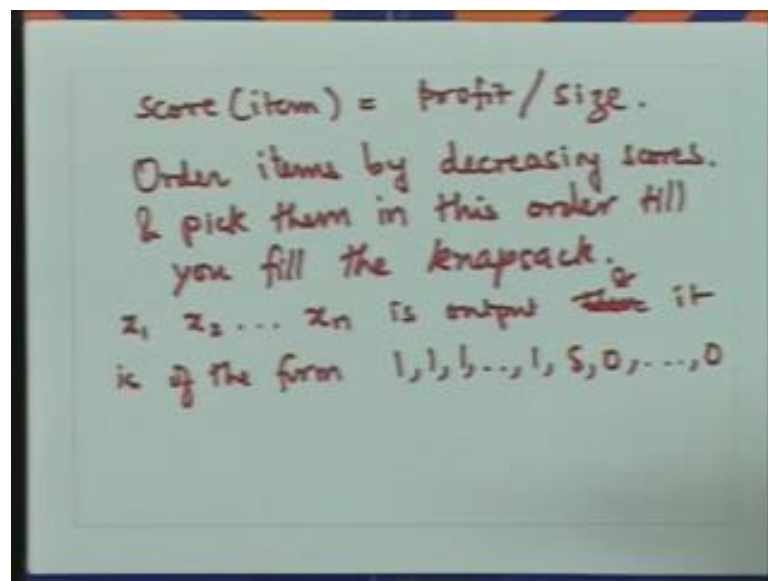 score (item) = profit / size.
Order items by decreasing scores.
& pick them in this order till
you fill the knapsack.
x₁ x₂ ... xₙ is output & it
is of the form 1,1,1,..,1, S,0,...,0